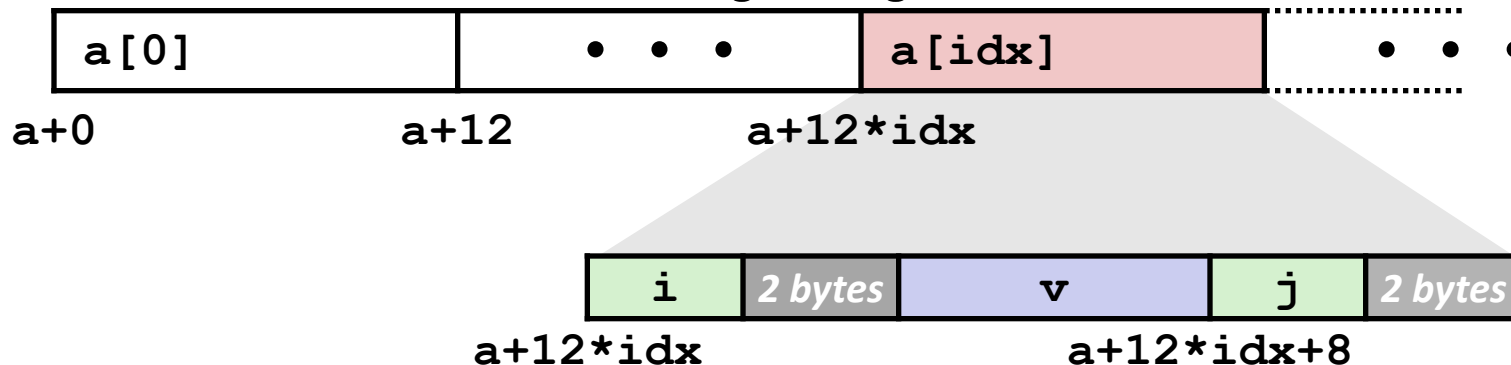 a[0] • • • a[idx] • •
a+0 a+12 a+12*idx
i 2 bytes v j 2 bytes
a+12*idx a+12*idx+8